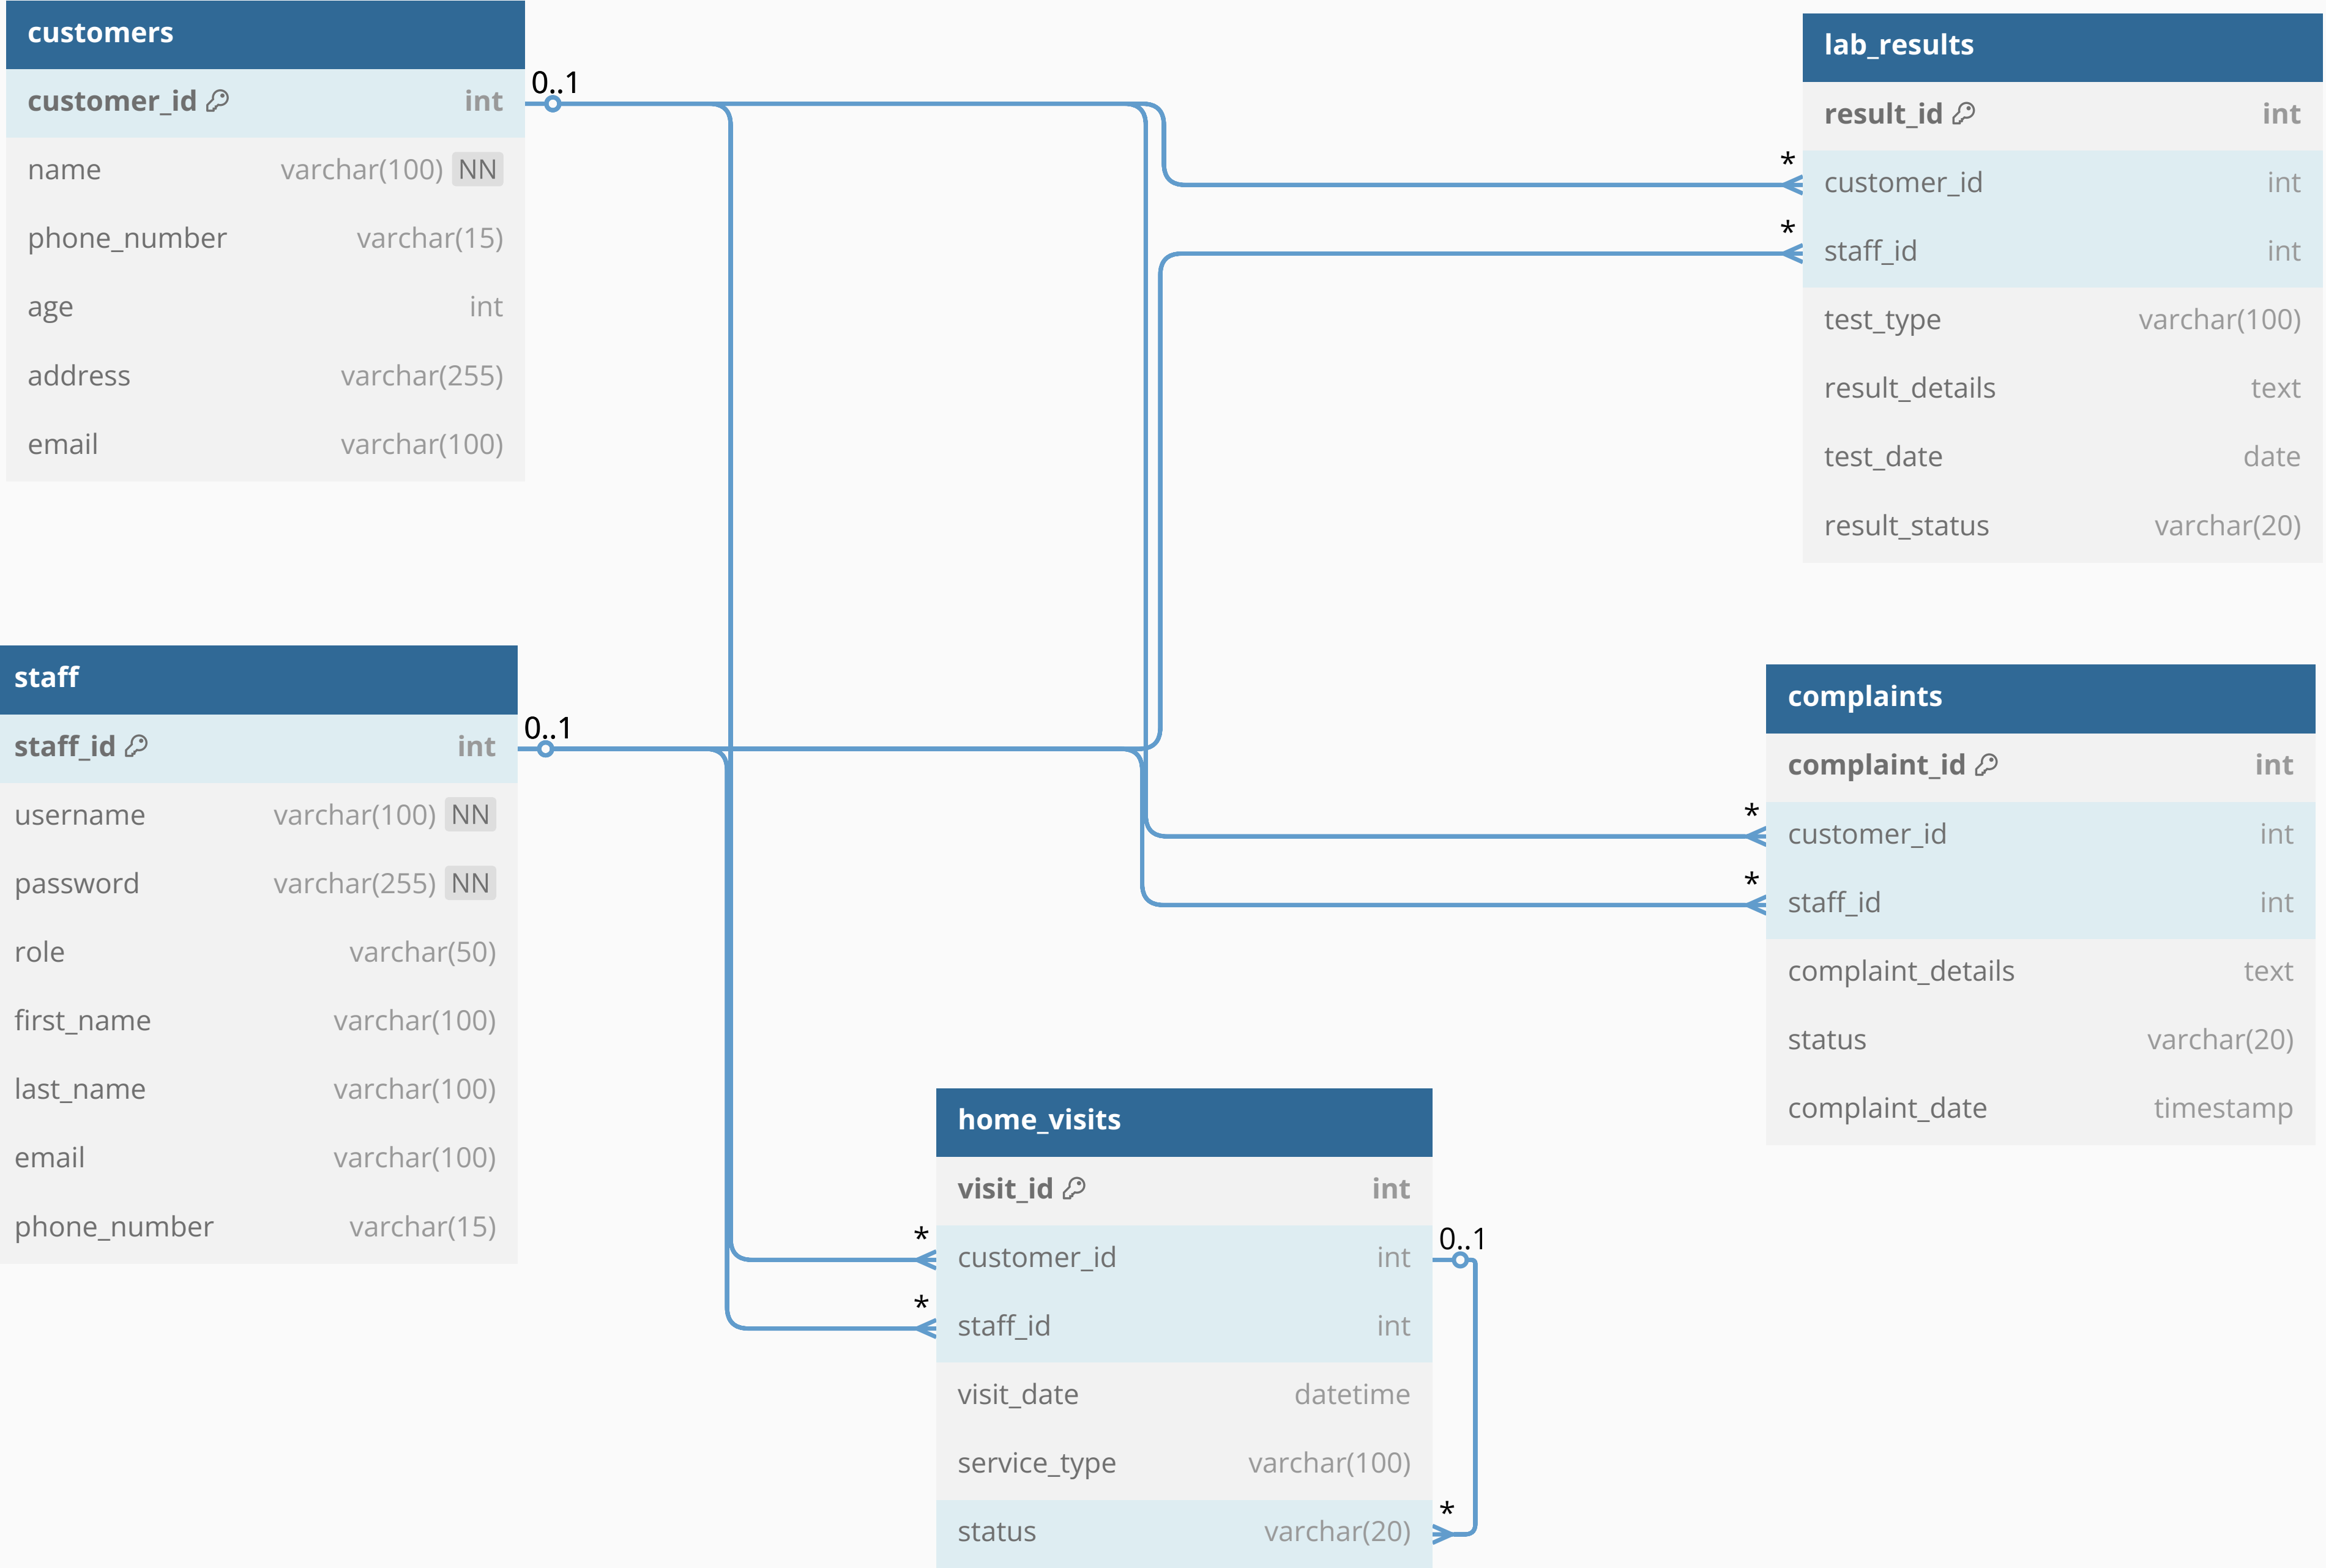 customers
0..1
customer_id int
name varchar(100) NN
phone_number varchar(15)
age int
address varchar(255)
email varchar(100)
lab_results
result_id int
* customer_id int
* staff_id int
test_type varchar(100)
result_details text
test_date date
result_status varchar(20)
staff
0..1
staff_id int
username varchar(100) NN
password varchar(255) NN
role varchar(50)
first_name varchar(100)
last_name varchar(100)
email varchar(100)
phone_number varchar(15)
complaints
complaint_id int
* customer_id int
* staff_id int
complaint_details text
status varchar(20)
complaint_date timestamp
home_visits
visit_id int
* customer_id int 0..1
* staff_id int
visit_date datetime
service_type varchar(100)
status varchar(20) *